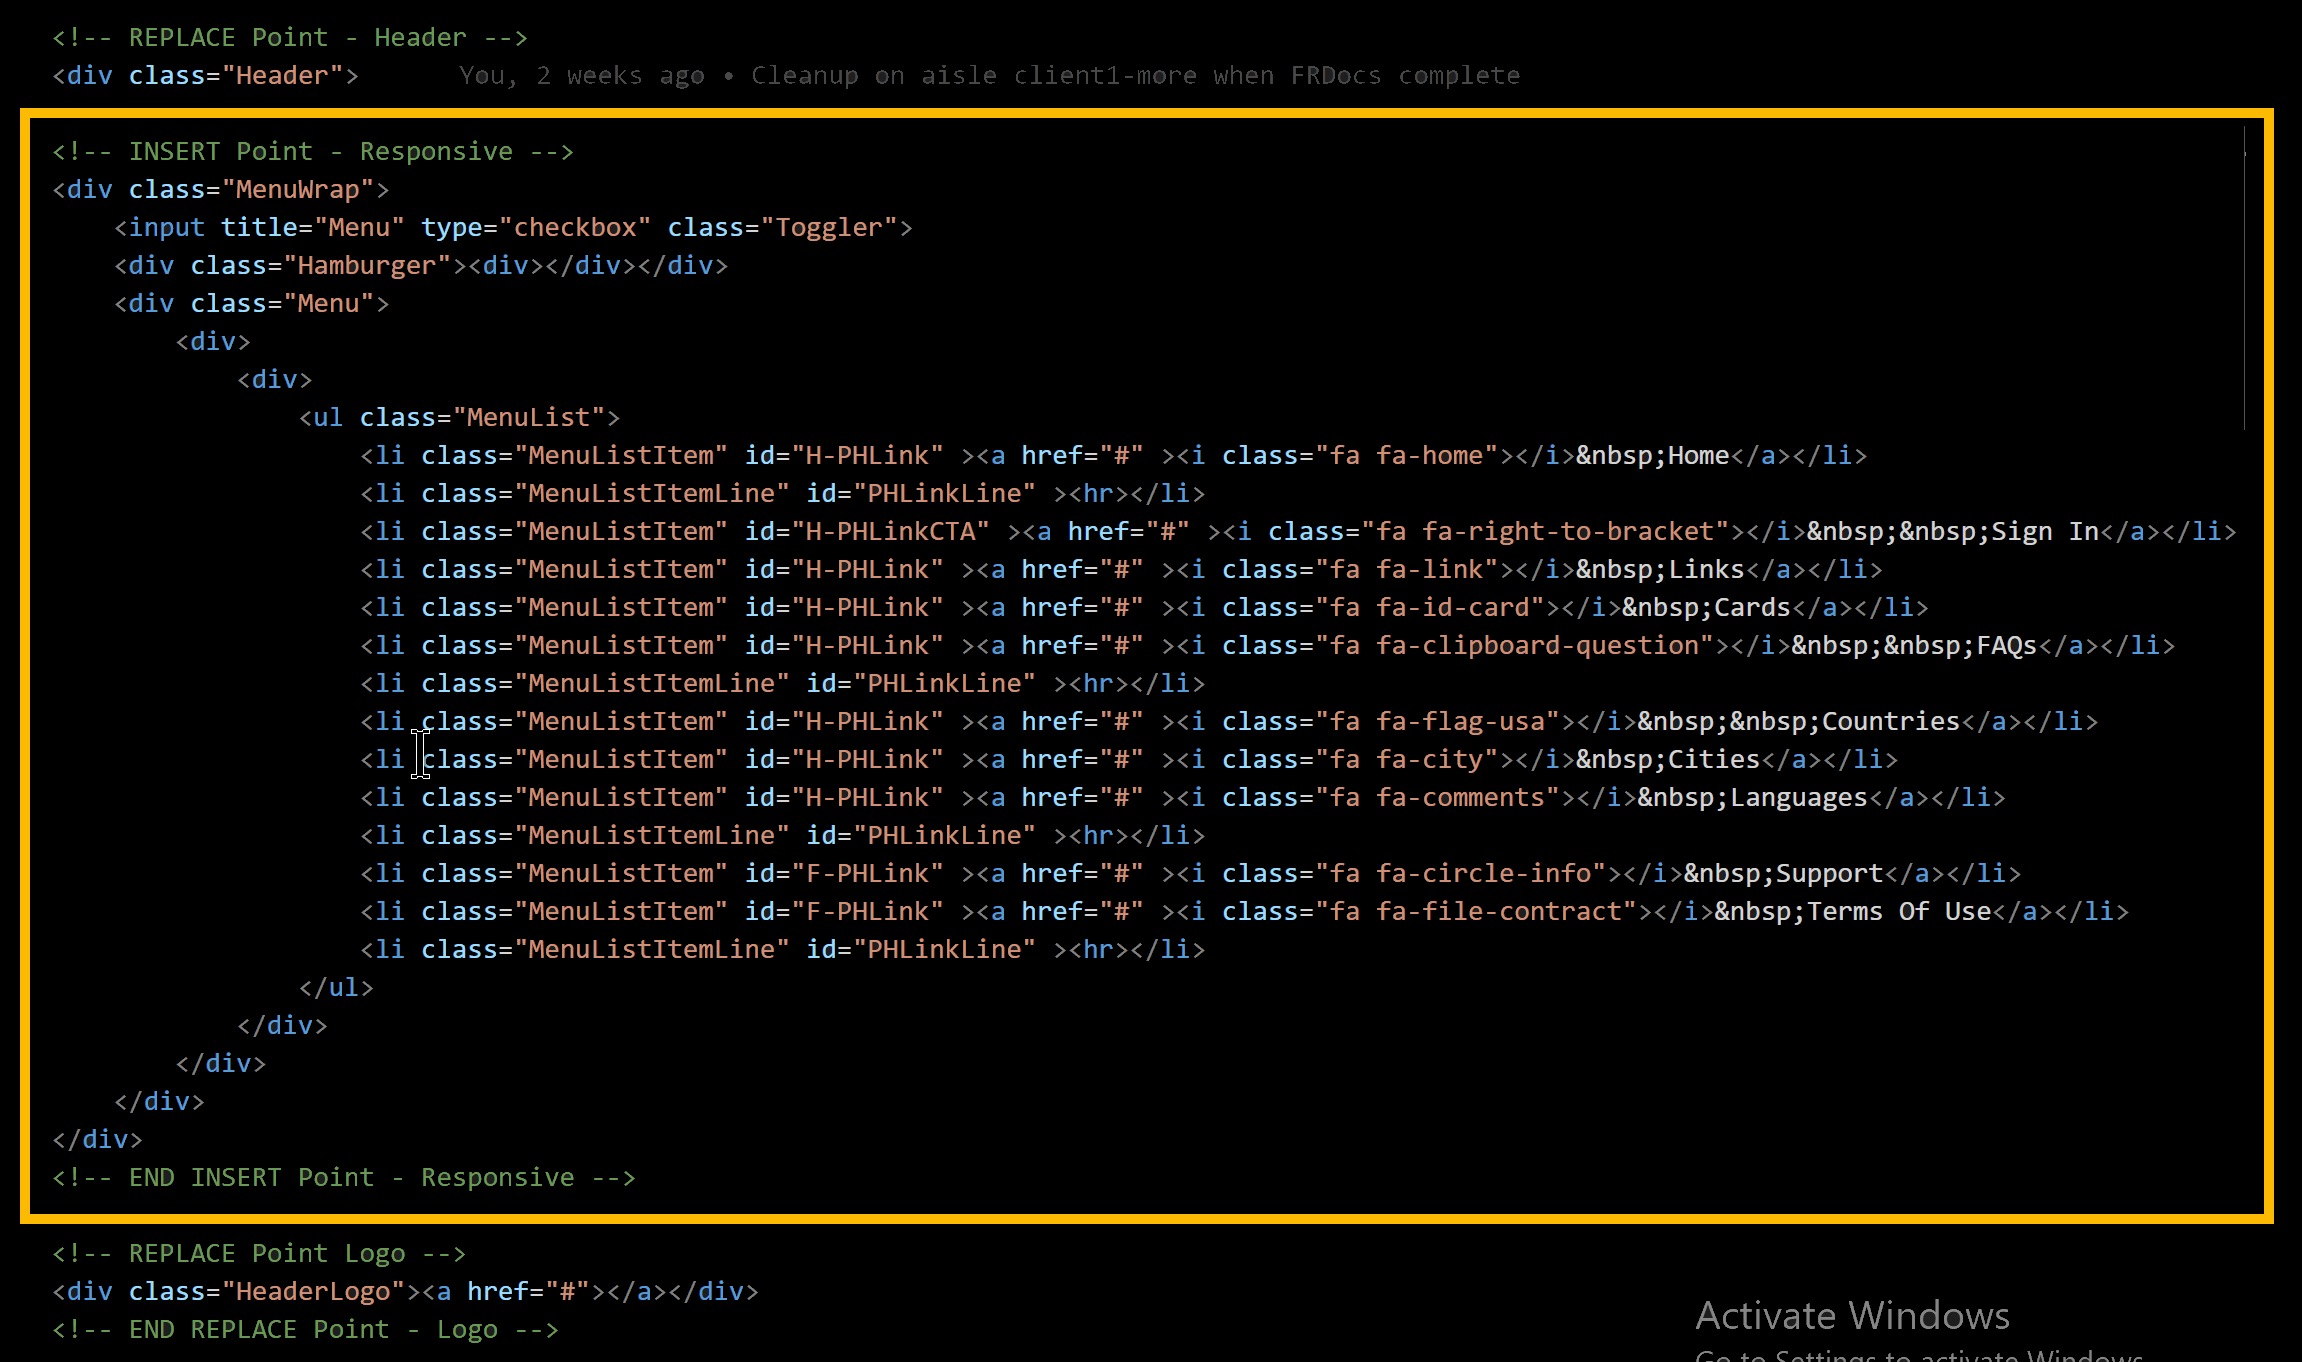 <!-- REPLACE Point - Header -->
<div class="Header"> You, 2 weeks ago • Cleanup on aisle client1-more when FRDocs complete
<!-- INSERT Point - Responsive -->
<div class="MenuWrap">
<input title="Menu" type="checkbox" class="Toggler">
<div class="Hamburger"><div></div></div>
<div class="Menu">
<div>
<div>
<ul class="MenuList">
<li class="MenuListItem" id="H-PHLink" ><a href="#" ><i class="fa fa-home"></i>&nbsp;Home</a></li>
<li class="MenuListItemLine" id="PHLinkLine" ><hr></li>
<li class="MenuListItem" id="H-PHLinkCTA" ><a href="#" ><i class="fa fa-right-to-bracket"></i>&nbsp;&nbsp;Sign In</a></li>
<li class="MenuListItem" id="H-PHLink" ><a href="#" ><i class="fa fa-link"></i>&nbsp;Links</a></li>
<li class="MenuListItem" id="H-PHLink" ><a href="#" ><i class="fa fa-id-card"></i>&nbsp;Cards</a></li>
<li class="MenuListItem" id="H-PHLink" ><a href="#" ><i class="fa fa-clipboard-question"></i>&nbsp;&nbsp;FAQs</a></li>
<li class="MenuListItemLine" id="PHLinkLine" ><hr></li>
<li class="MenuListItem" id="H-PHLink" ><a href="#" ><i class="fa fa-flag-usa"></i>&nbsp;&nbsp;Countries</a></li>
<li class="MenuListItem" id="H-PHLink" ><a href="#" ><i class="fa fa-city"></i>&nbsp;Cities</a></li>
<li class="MenuListItem" id="H-PHLink" ><a href="#" ><i class="fa fa-comments"></i>&nbsp;Languages</a></li>
<li class="MenuListItemLine" id="PHLinkLine" ><hr></li>
<li class="MenuListItem" id="F-PHLink" ><a href="#" ><i class="fa fa-circle-info"></i>&nbsp;Support</a></li>
<li class="MenuListItem" id="F-PHLink" ><a href="#" ><i class="fa fa-file-contract"></i>&nbsp;Terms Of Use</a></li>
<li class="MenuListItemLine" id="PHLinkLine" ><hr></li>
</ul>
</div>
</div>
</div>
</div>
<!-- END INSERT Point - Responsive -->
<!-- REPLACE Point Logo -->
<div class="HeaderLogo"><a href="#"></a></div>
<!-- END REPLACE Point - Logo -->
Activate Windows
Go to Settings to activate Windows